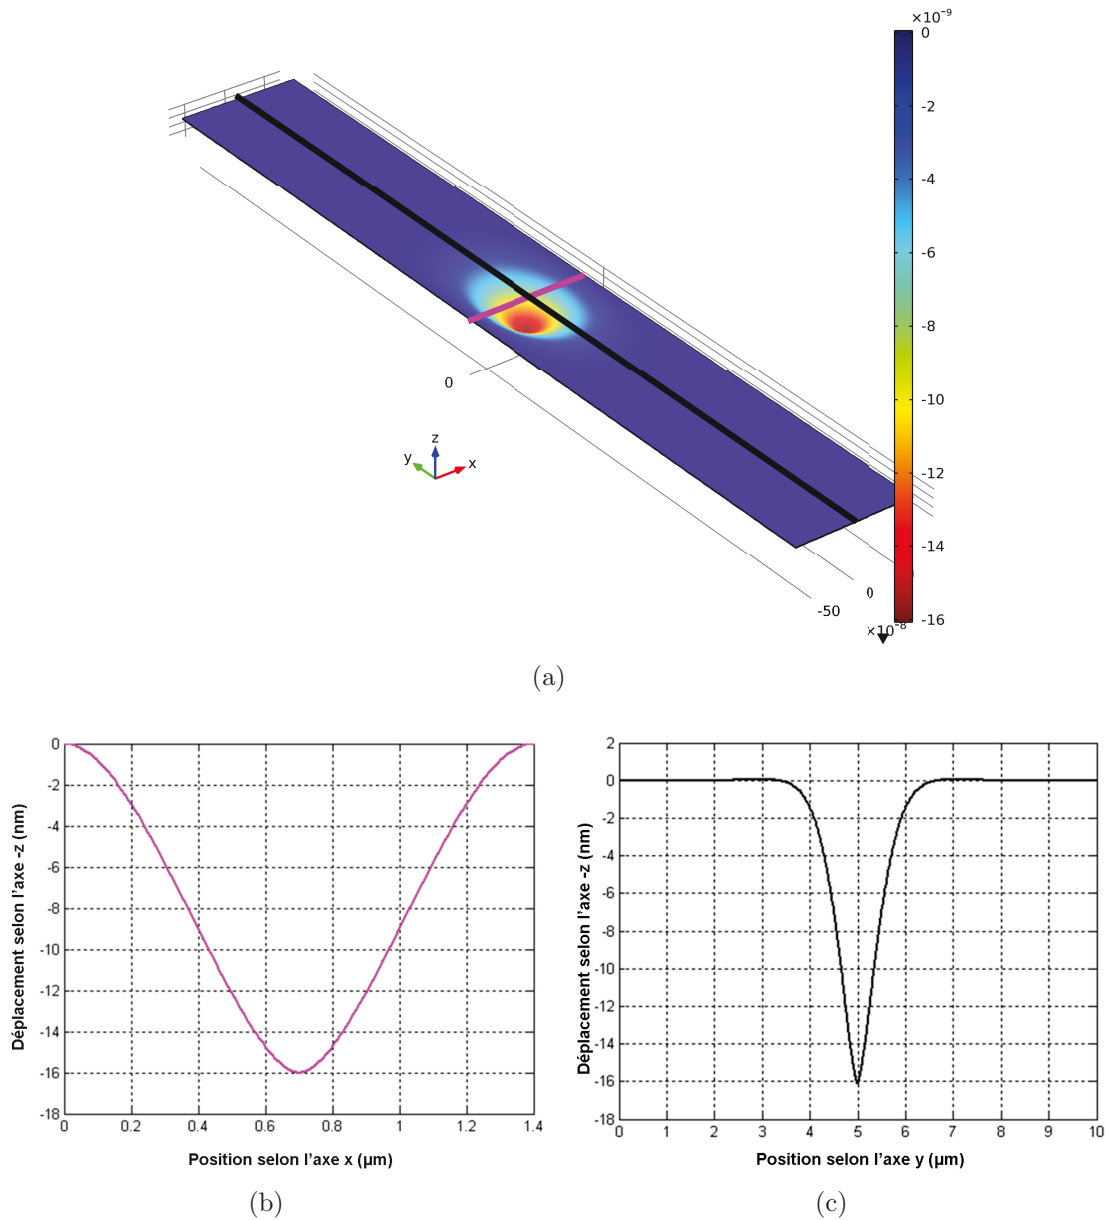 ×10⁻⁹
0
-2
-4
-6
-8
-10
-12
-14
-16
0
z
y
x
0
-50
×10⁻⁸
(a)
0
-2
-4
-6
-8
-10
-12
-14
-16
-18
0 0.2 0.4 0.6 0.8 1 1.2 1.4
Déplacement selon l'axe -z (nm)
Position selon l'axe x (µm)
(b)
2
0
-2
-4
-6
-8
-10
-12
-14
-16
-18
0 1 2 3 4 5 6 7 8 9 10
Déplacement selon l'axe -z (nm)
Position selon l'axe y (µm)
(c)